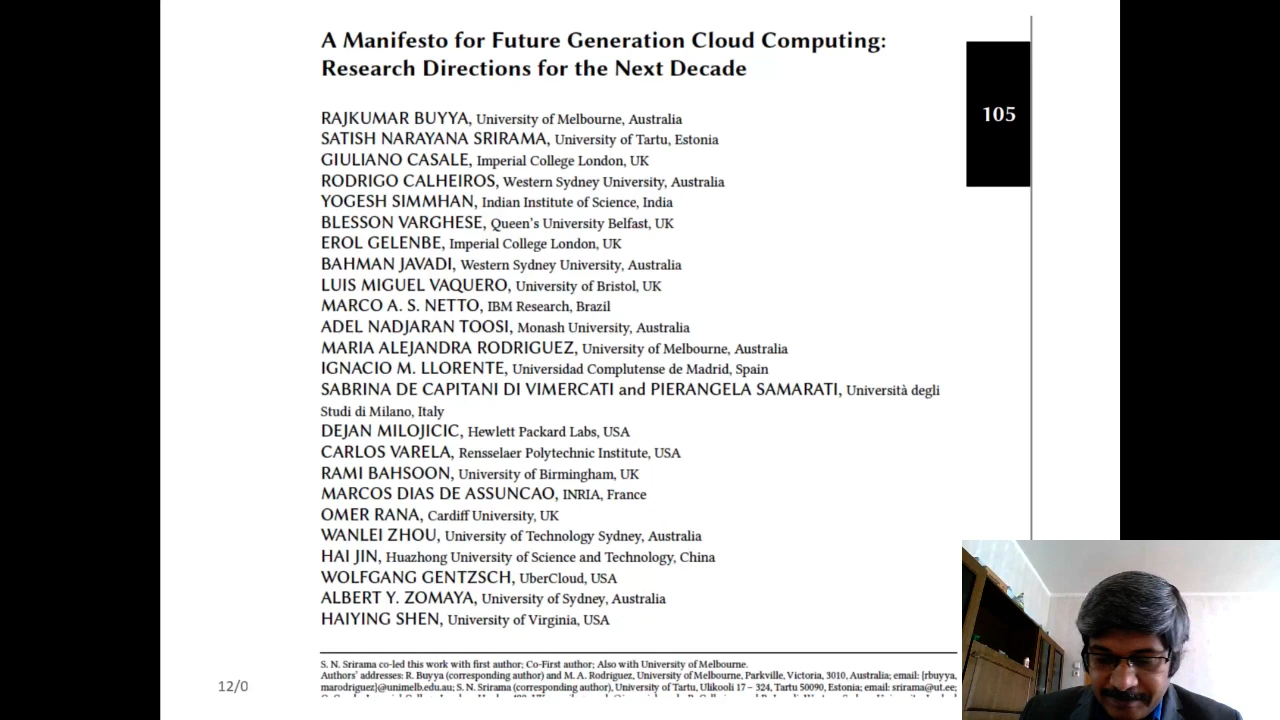 A Manifesto for Future Generation Cloud Computing:
Research Directions for the Next Decade
105
RAJKUMAR BUYYA, University of Melbourne, Australia
SATISH NARAYANA SRIRAMA, University of Tartu, Estonia
GIULIANO CASALE, Imperial College London, UK
RODRIGO CALHEIROS, Western Sydney University, Australia
YOGESH SIMMHAN, Indian Institute of Science, India
BLESSON VARGHESE, Queen's University Belfast, UK
EROL GELENBE, Imperial College London, UK
BAHMAN JAVADI, Western Sydney University, Australia
LUIS MIGUEL VAQUERO, University of Bristol, UK
MARCO A. S. NETTO, IBM Research, Brazil
ADEL NADJARAN TOOSI, Monash University, Australia
MARIA ALEJANDRA RODRIGUEZ, University of Melbourne, Australia
IGNACIO M. LLORENTE, Universidad Complutense de Madrid, Spain
SABRINA DE CAPITANI DI VIMERCATI and PIERANGELA SAMARATI, Università degli
Studi di Milano, Italy
DEJAN MILOJICIC, Hewlett Packard Labs, USA
CARLOS VARELA, Rensselaer Polytechnic Institute, USA
RAMI BAHSOON, University of Birmingham, UK
MARCOS DIAS DE ASSUNCAO, INRIA, France
OMER RANA, Cardiff University, UK
WANLEI ZHOU, University of Technology Sydney, Australia
HAI JIN, Huazhong University of Science and Technology, China
WOLFGANG GENTZSCH, UberCloud, USA
ALBERT Y. ZOMAYA, University of Sydney, Australia
HAIYING SHEN, University of Virginia, USA
S. N. Srirama co-led this work with first author; Co-First author; Also with University of Melbourne.
Authors' addresses: R. Buyya (corresponding author) and M. A. Rodriguez, University of Melbourne, Parkville, Victoria, 3010, Australia; email: {rbuyya,
marodriguez}@unimelb.edu.au; S. N. Srirama (corresponding author), University of Tartu, Ulikooli 17 – 324, Tartu 50090, Estonia; email: srirama@ut.ee;
12/0